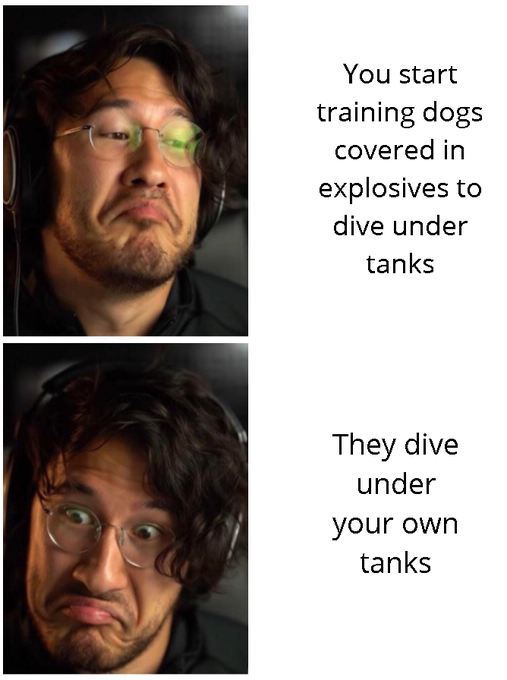 You start
training dogs
covered in
explosives to
dive under
tanks
They dive
under
your own
tanks